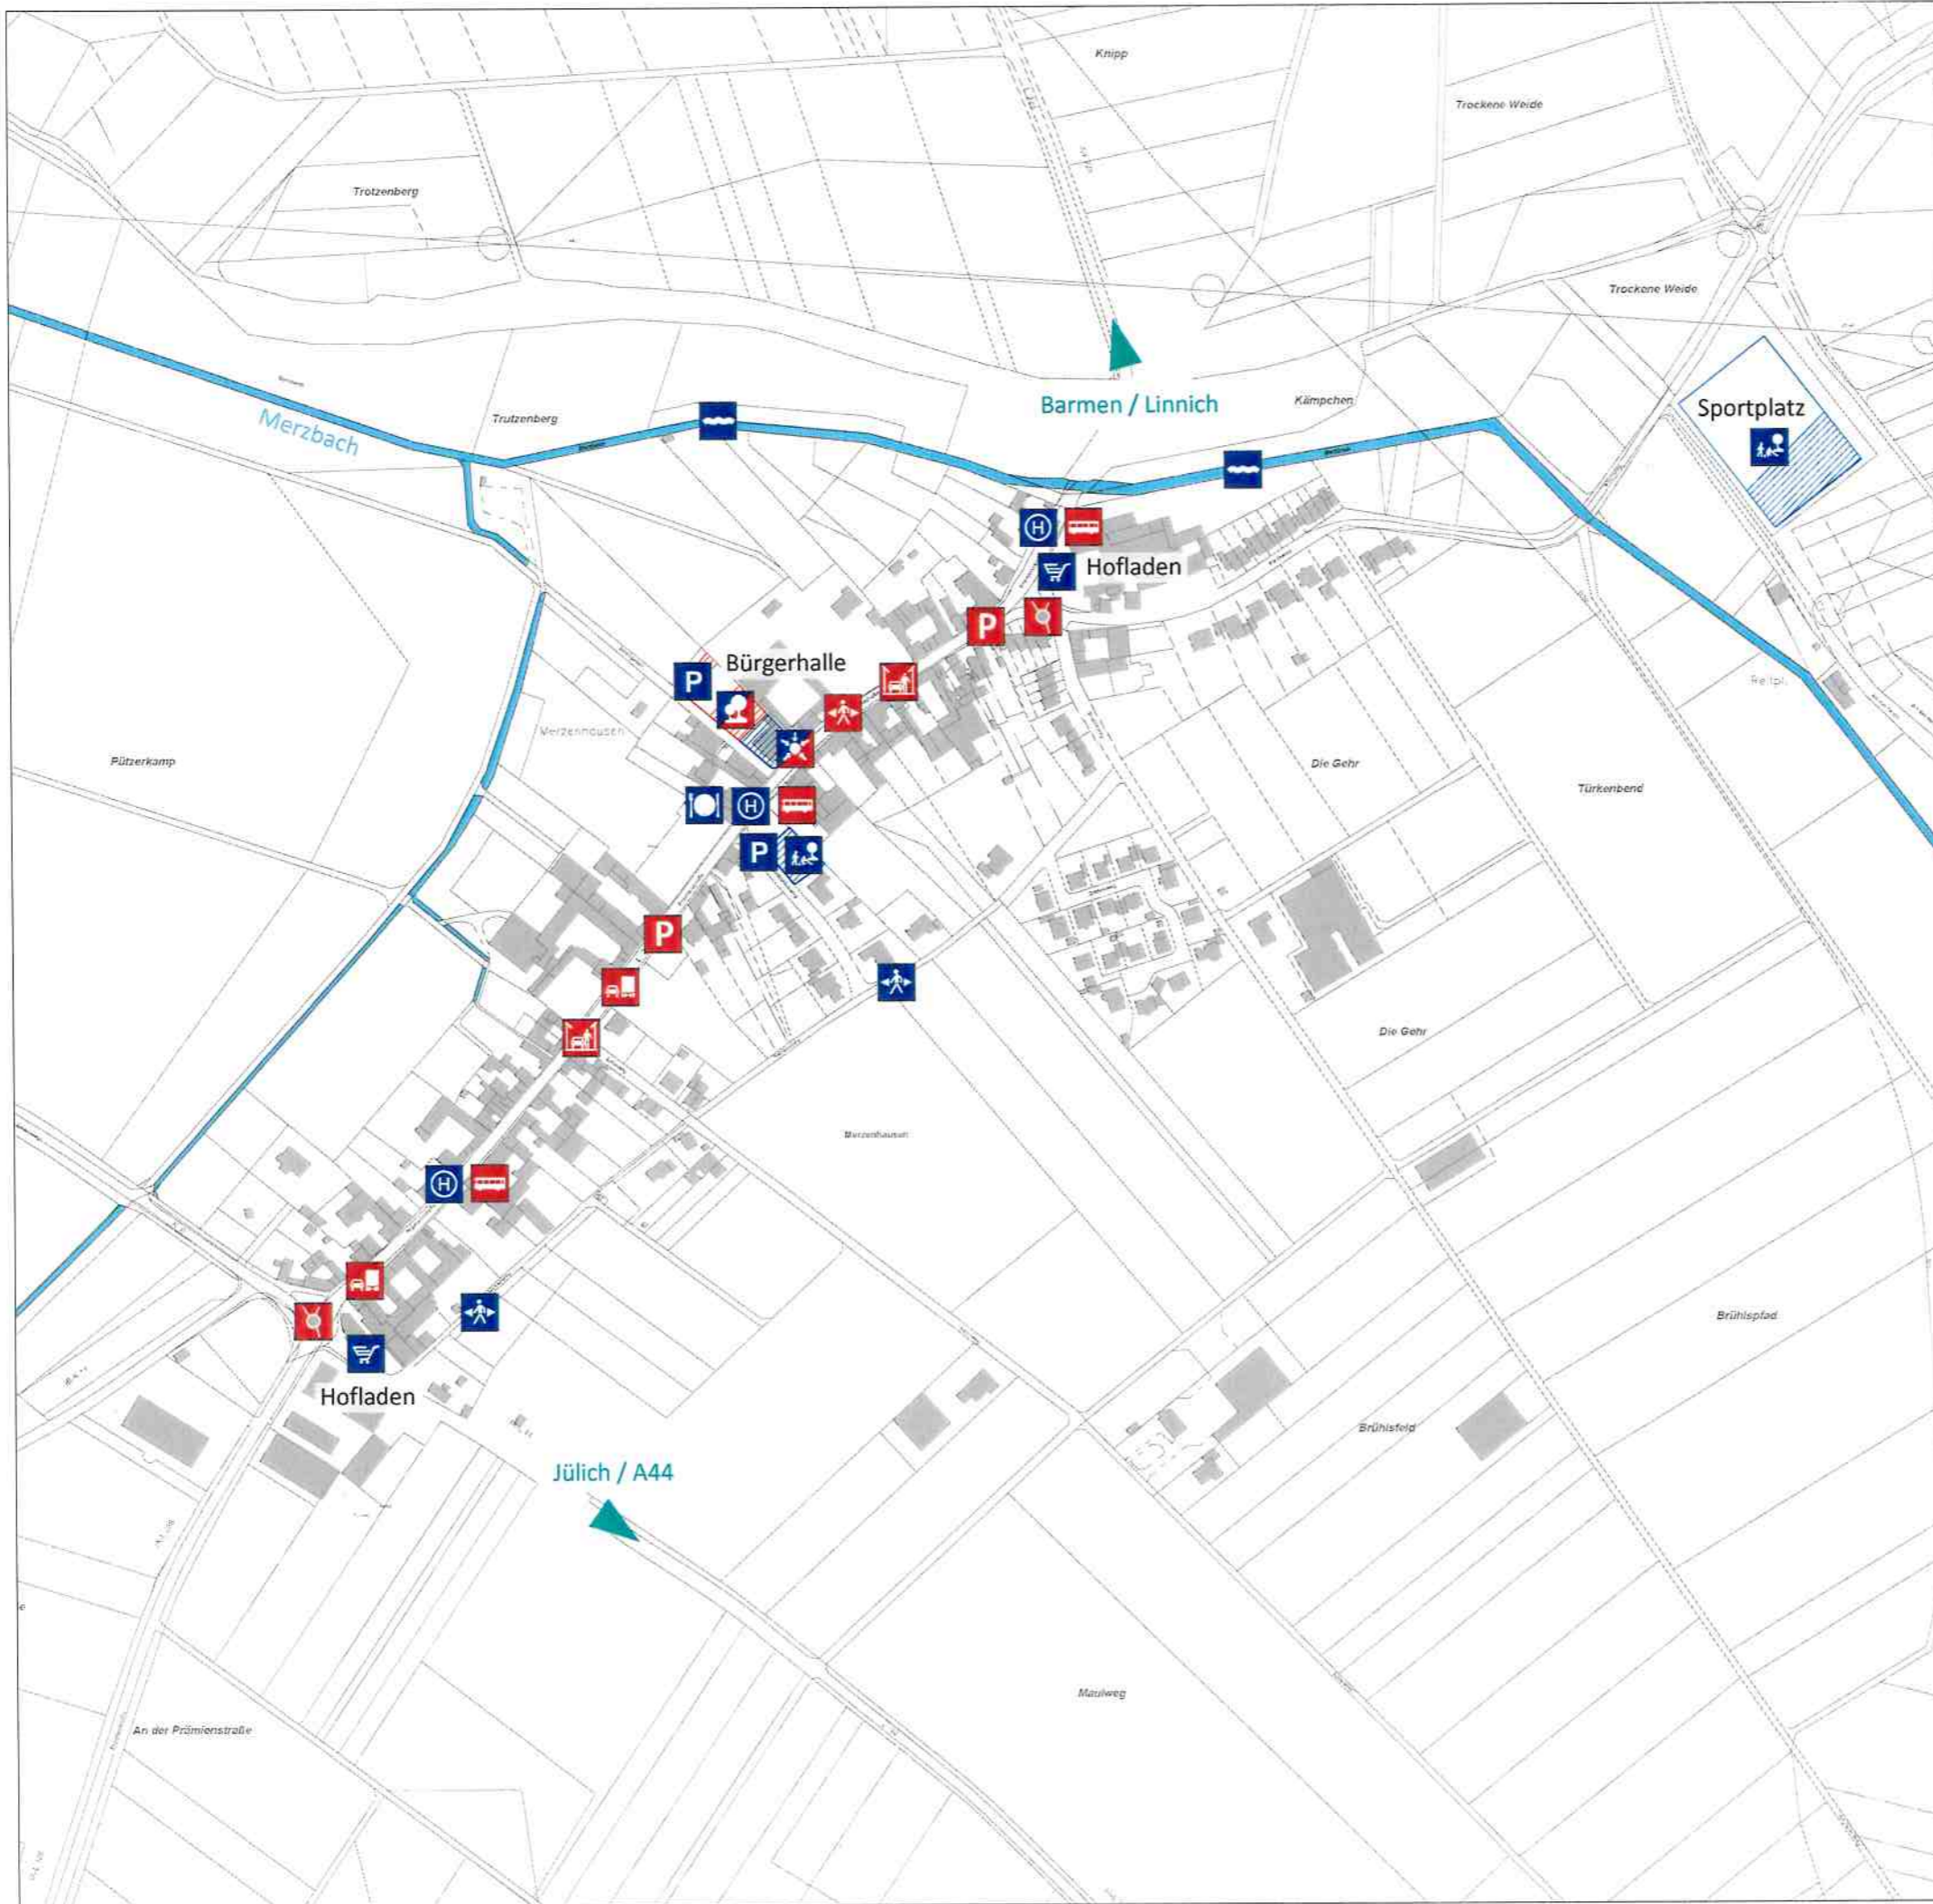 Knipp
Trockene Weide
Trotzenberg
Trockene Weide
Merzbach
Trutzenberg
Barmen / Linnich
Kämpchen
Sportplatz
H
Hofladen
P
Bürgerhalle
P
Reitpl.
Merzenhausen
Pützerkamp
Die Gehr
Türkenbend
H
P
P
Die Gehr
Merzenhausen
H
Brühlspfad
Hofladen
Brühlsfeld
Jülich / A44
Maulweg
An der Prämienstraße